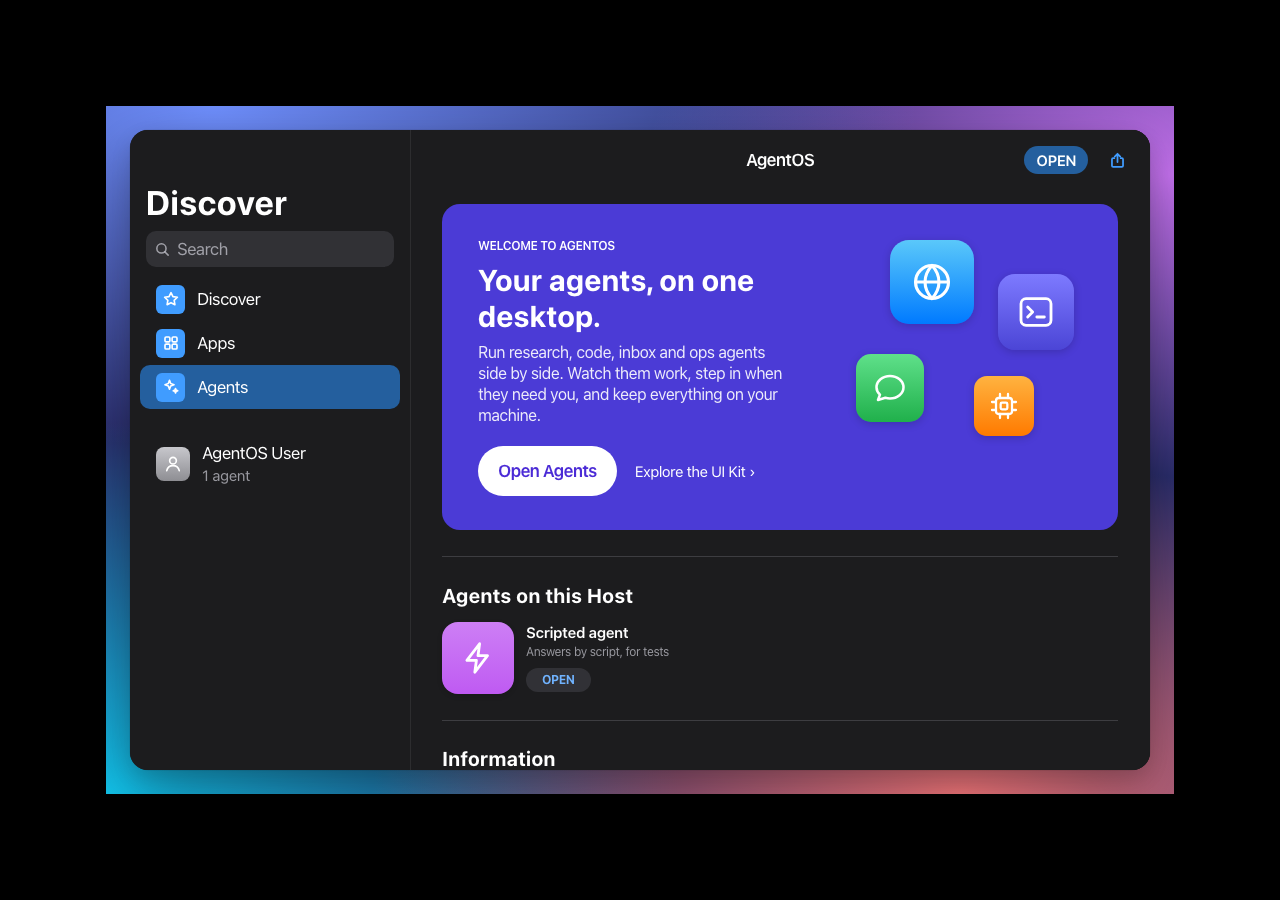 AgentOS
OPEN
Discover
Search
Discover
Apps
Agents
AgentOS User
1 agent
WELCOME TO AGENTOS
Your agents, on one
desktop.
Run research, code, inbox and ops agents
side by side. Watch them work, step in when
they need you, and keep everything on your
machine.
Open Agents
Explore the UI Kit ›
Agents on this Host
Scripted agent
Answers by script, for tests
OPEN
Information